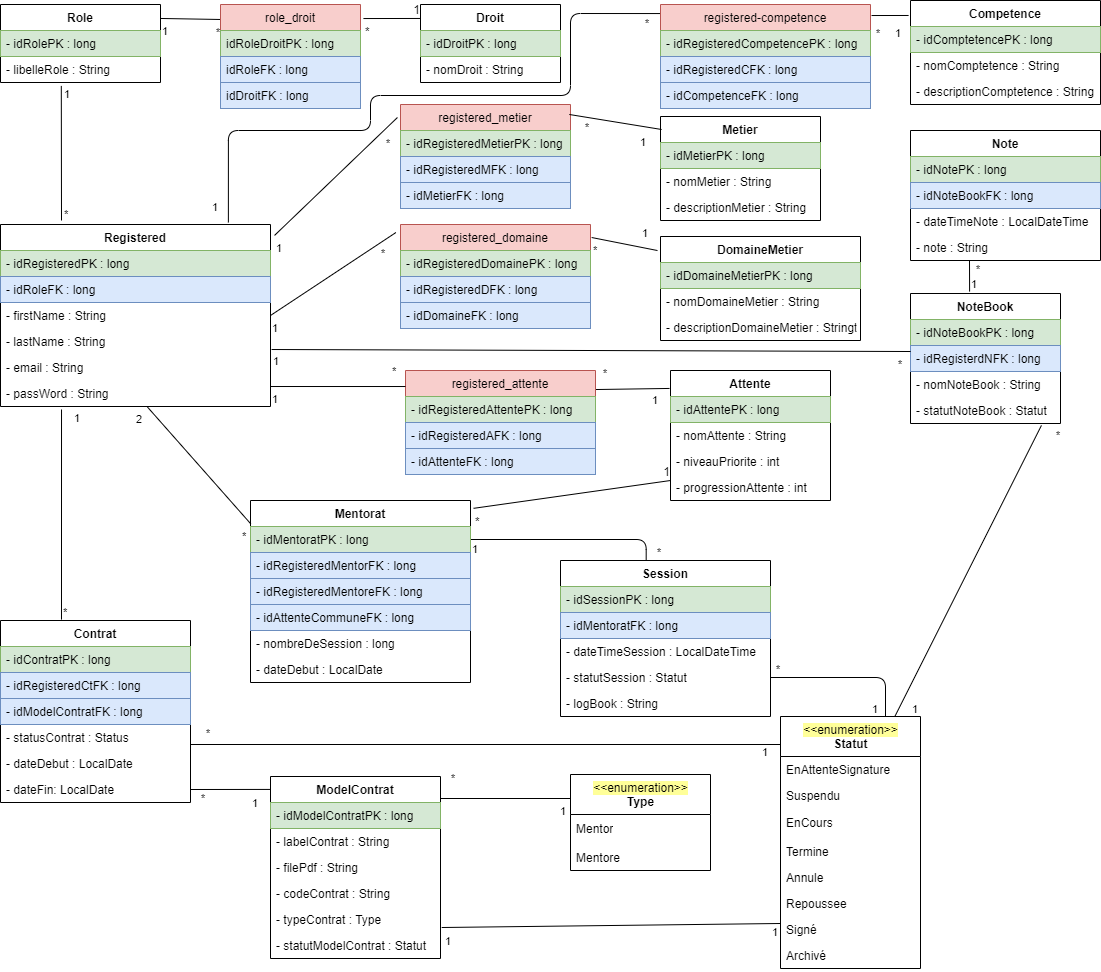 Role
- idRolePK : long
- libelleRole : String
1
1
role_droit
idRoleDroitPK : long
idRoleFK : long
idDroitFK : long
*
*
1
Droit
- idDroitPK : long
- nomDroit : String
registered-competence
- idRegisteredCompetencePK : long
- idRegisteredCFK : long
- idCompetenceFK : long
*
*
1
Competence
- idComptetencePK : long
- nomComptetence : String
- descriptionComptetence : String
registered_metier
- idRegisteredMetierPK : long
- idRegisteredMFK : long
- idMetierFK : long
*
*
1
Metier
- idMetierPK : long
- nomMetier : String
- descriptionMetier : String
Note
- idNotePK : long
- idNoteBookFK : long
- dateTimeNote : LocalDateTime
- note : String
*
1
*
1
Registered
- idRegisteredPK : long
- idRoleFK : long
- firstName : String
- lastName : String
- email : String
- passWord : String
1
1
1
1
1
2
registered_domaine
- idRegisteredDomainePK : long
- idRegisteredDFK : long
- idDomaineFK : long
*
*
1
DomaineMetier
- idDomaineMetierPK : long
- nomDomaineMetier : String
- descriptionDomaineMetier : Stringt
NoteBook
- idNoteBookPK : long
- idRegisterdNFK : long
- nomNoteBook : String
- statutNoteBook : Statut
*
*
registered_attente
- idRegisteredAttentePK : long
- idRegisteredAFK : long
- idAttenteFK : long
*
*
1
Attente
- idAttentePK : long
- nomAttente : String
- niveauPriorite : int
- progressionAttente : int
1
Mentorat
- idMentoratPK : long
- idRegisteredMentorFK : long
- idRegisteredMentoreFK : long
- idAttenteCommuneFK : long
- nombreDeSession : long
- dateDebut : LocalDate
*
*
1
*
Session
- idSessionPK : long
- idMentoratFK : long
- dateTimeSession : LocalDateTime
- statutSession : Statut
- logBook : String
*
1
1
*
Contrat
- idContratPK : long
- idRegisteredCtFK : long
- idModelContratFK : long
- statusContrat : Status
- dateDebut : LocalDate
- dateFin: LocalDate
*
1
*
1
ModelContrat
- idModelContratPK : long
- labelContrat : String
- filePdf : String
- codeContrat : String
- typeContrat : Type
- statutModelContrat : Statut
*
1
1
1
<<enumeration>>
Type
Mentor
Mentore
<<enumeration>>
Statut
EnAttenteSignature
Suspendu
EnCours
Termine
Annule
Repoussee
Signé
Archivé